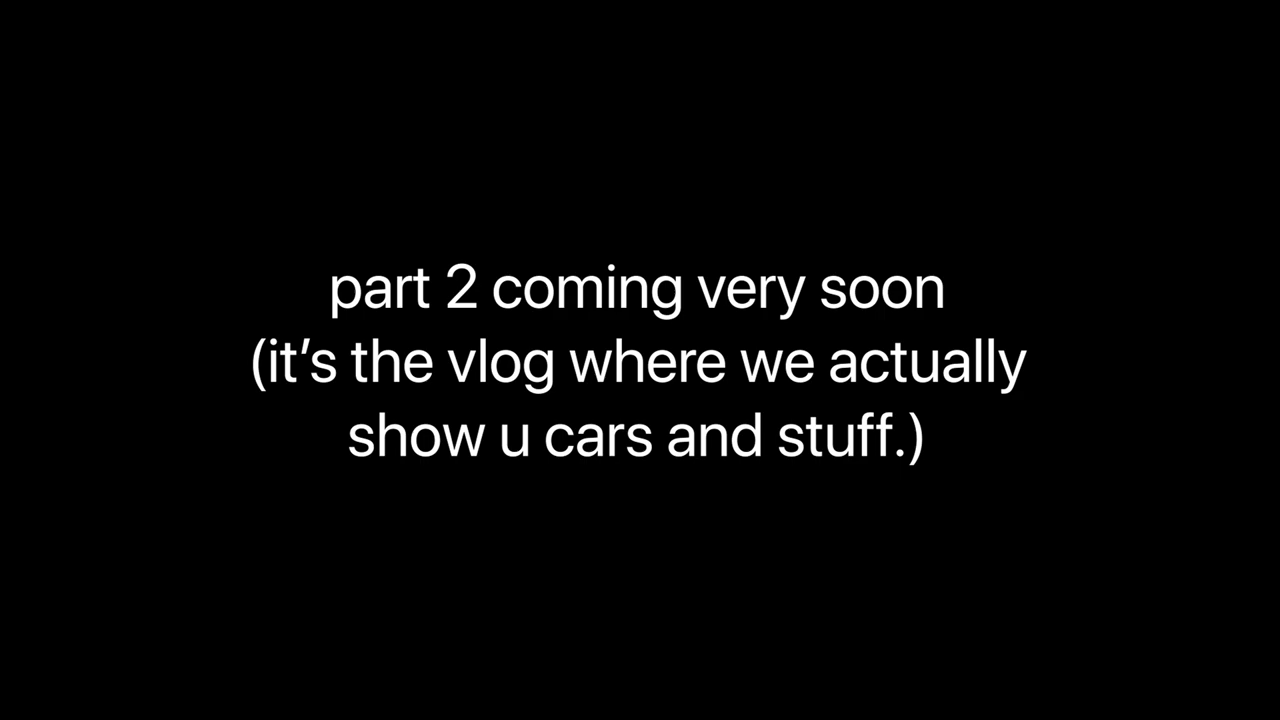 part 2 coming very soon
(it’s the vlog where we actually
show u cars and stuff.)